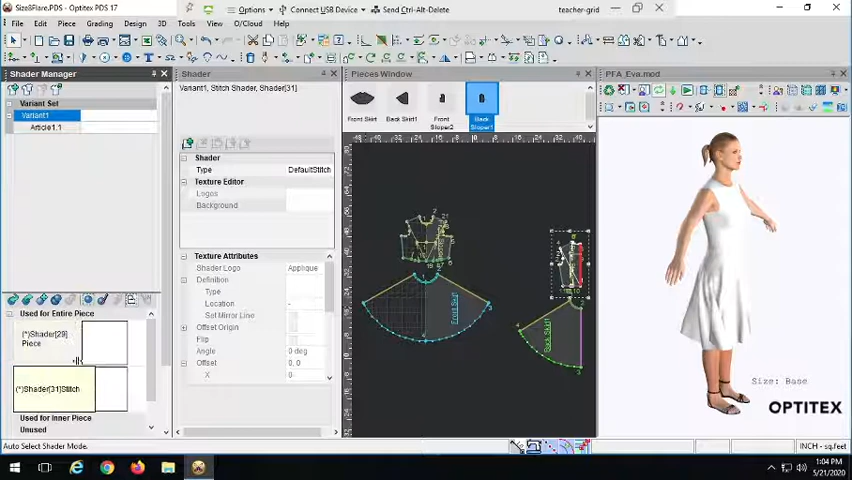 Size8Flare.PDS - Optitex PDS 17
Options
Connect USB Device
Send Ctrl-Alt-Delete
teacher-grid
File Edit Piece Grading Design 3D Tools View O/Cloud Help
Shader Manager
Variant Set
Variant1
Article1.1
Used for Entire Piece
(*)Shader[29]
Piece
(*)Shader[31]Stitch
Used for Inner Piece
Unused
Shader
Variant1, Stitch Shader, Shader[31]
Shader
Type DefaultStitch
Texture Editor
Logos
Background
Texture Attributes
Shader Logo Applique
Definition
Type
Location -
Set Mirror Line
Offset Origin
Flip
Angle 0 deg
Offset 0, 0
X 0
Pieces Window
Front Skirt
Back Skirt1
Front
Sloper2
Back
Sloper1
Front Skirt
Back Skirt1
PFA_Eva.mod
Size: Base
OPTITEX
Auto Select Shader Mode.
INCH - sq.feet
1:04 PM
5/21/2020